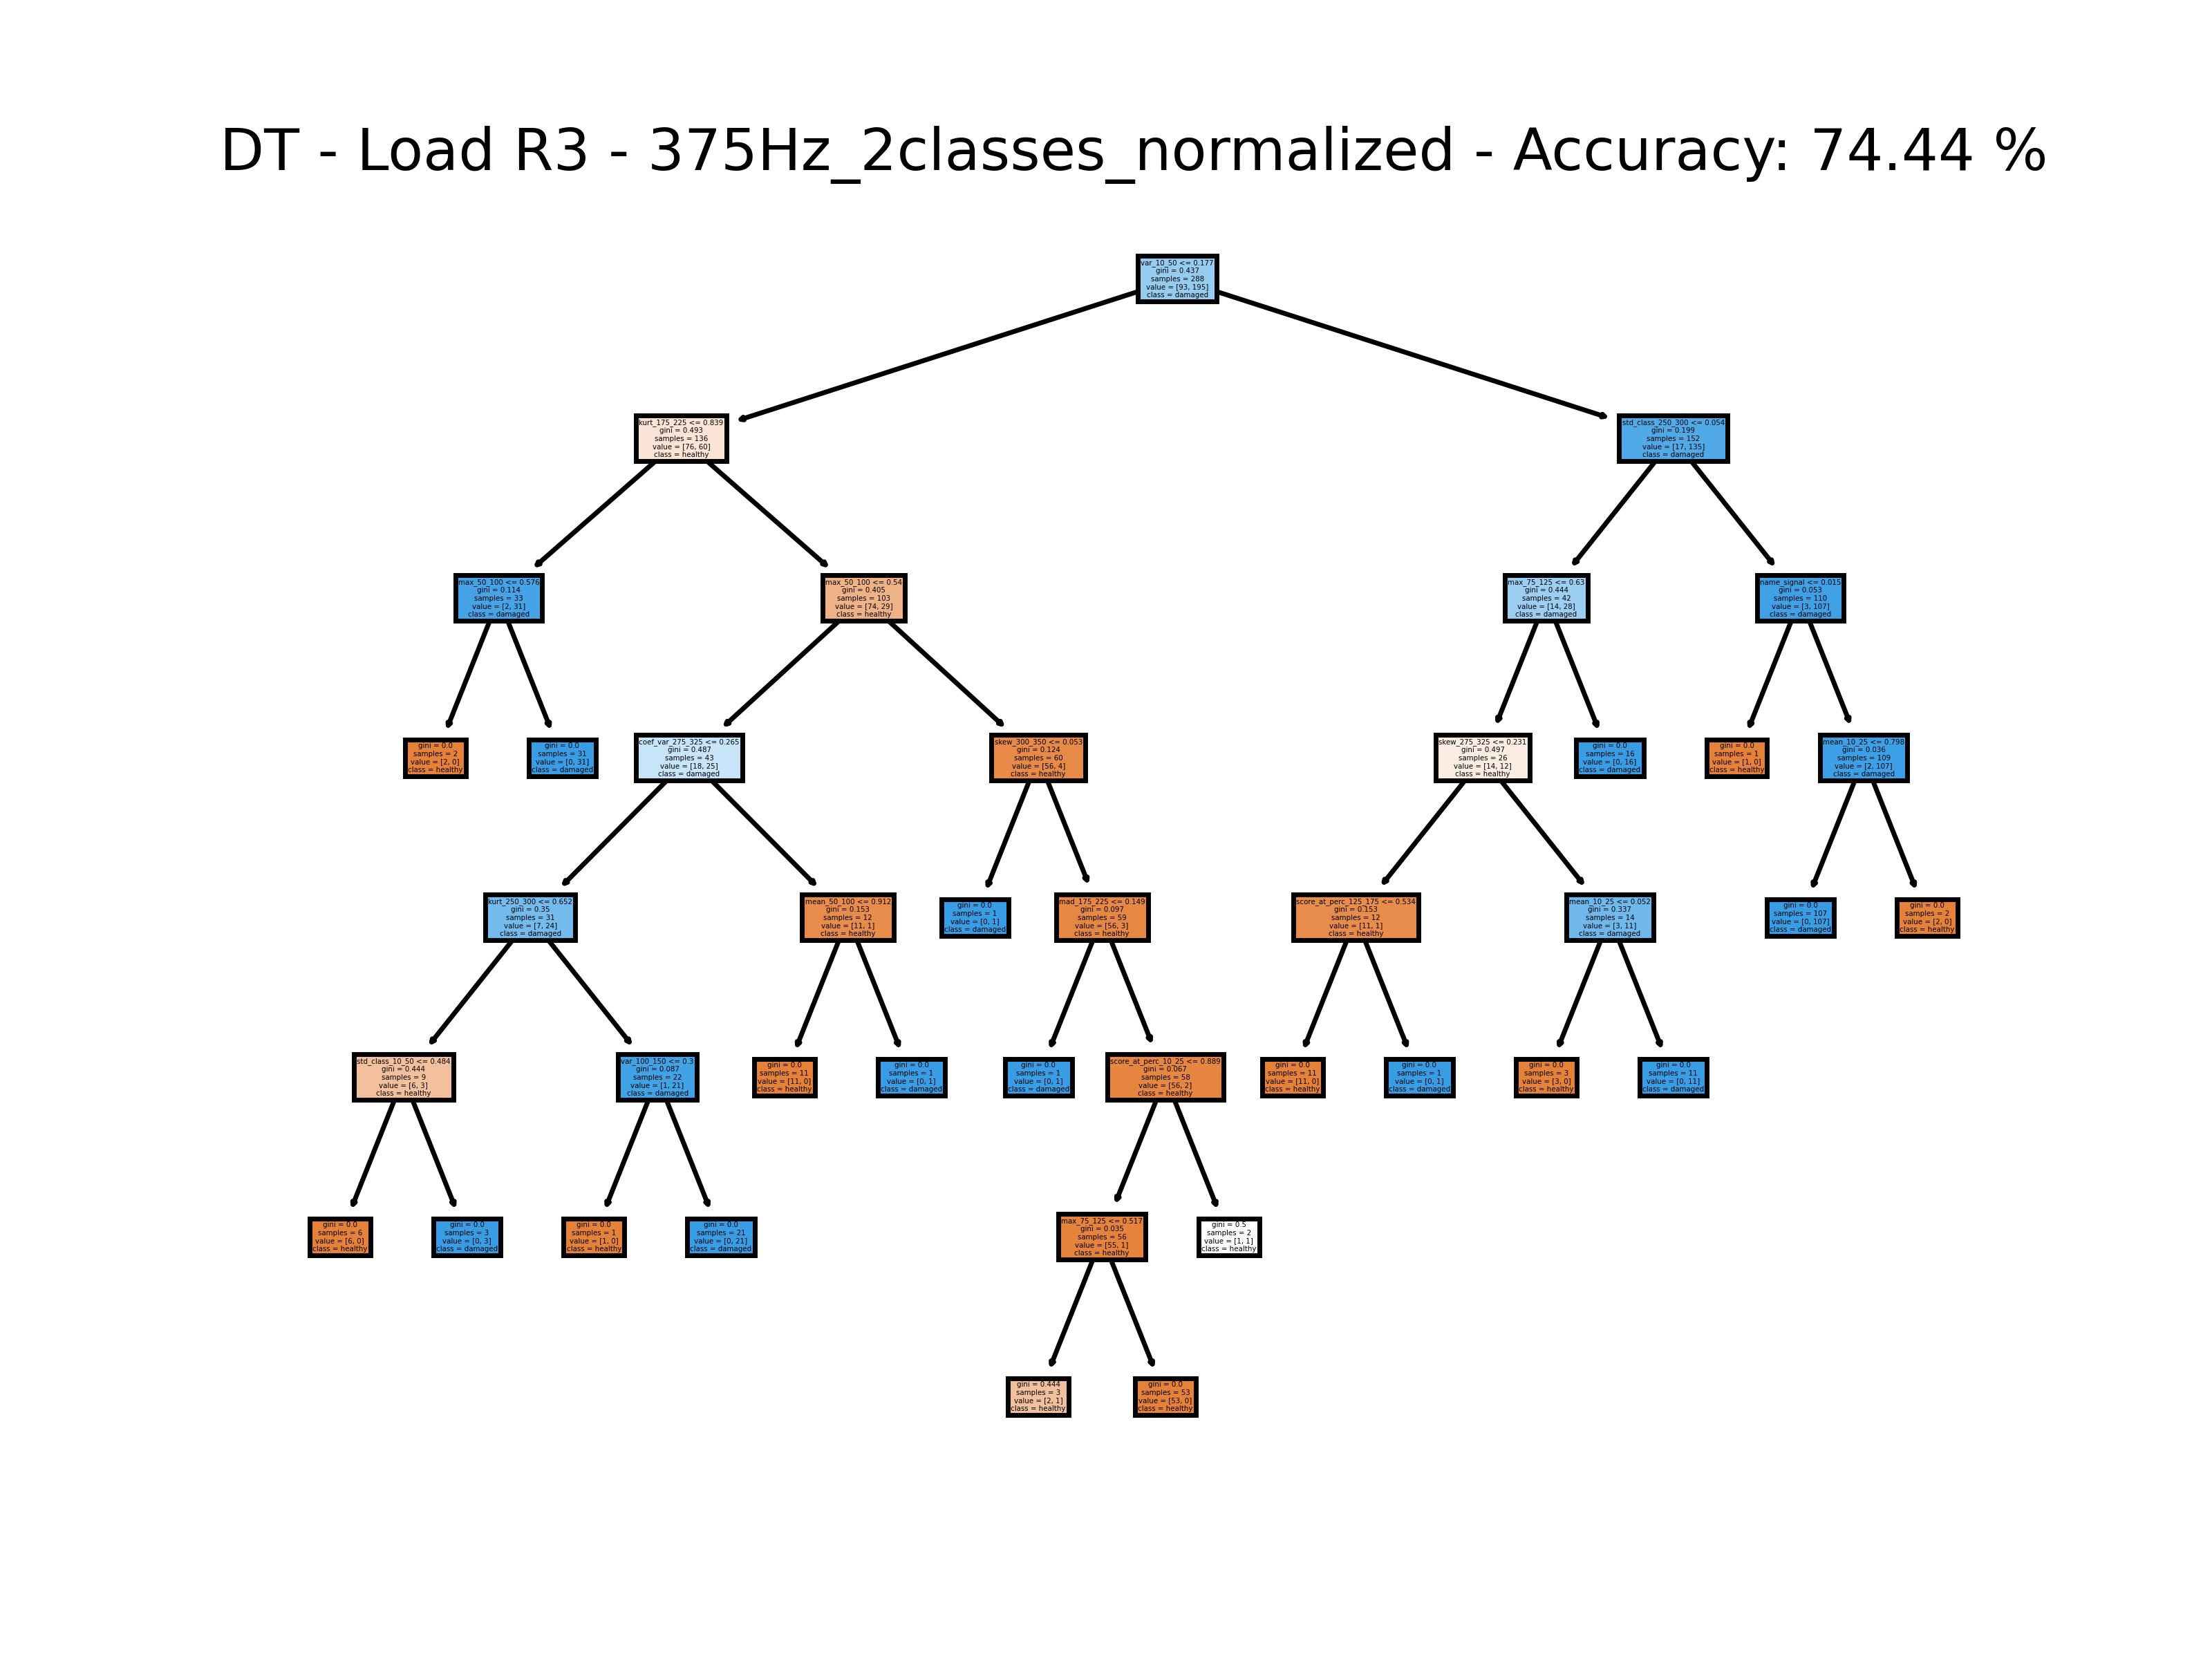 DT - Load R3 - 375Hz_2classes_normalized - Accuracy: 74.44 %
var_10_50 <= 0.177
gini = 0.437
samples = 288
value = [93, 195]
class = damaged
kurt_175_225 <= 0.839
gini = 0.493
samples = 136
value = [76, 60]
class = healthy
std_class_250_300 <= 0.054
gini = 0.199
samples = 152
value = [17, 135]
class = damaged
max_50_100 <= 0.576
gini = 0.114
samples = 33
value = [2, 31]
class = damaged
max_50_100 <= 0.54
gini = 0.405
samples = 103
value = [74, 29]
class = healthy
max_75_125 <= 0.63
gini = 0.444
samples = 42
value = [14, 28]
class = damaged
name_signal <= 0.015
gini = 0.053
samples = 110
value = [3, 107]
class = damaged
gini = 0.0
samples = 2
value = [2, 0]
class = healthy
gini = 0.0
samples = 31
value = [0, 31]
class = damaged
coef_var_275_325 <= 0.265
gini = 0.487
samples = 43
value = [18, 25]
class = damaged
skew_300_350 <= 0.053
gini = 0.124
samples = 60
value = [56, 4]
class = healthy
skew_275_325 <= 0.231
gini = 0.497
samples = 26
value = [14, 12]
class = healthy
gini = 0.0
samples = 16
value = [0, 16]
class = damaged
gini = 0.0
samples = 1
value = [1, 0]
class = healthy
mean_10_25 <= 0.798
gini = 0.036
samples = 109
value = [2, 107]
class = damaged
kurt_250_300 <= 0.652
gini = 0.35
samples = 31
value = [7, 24]
class = damaged
mean_50_100 <= 0.912
gini = 0.153
samples = 12
value = [11, 1]
class = healthy
gini = 0.0
samples = 1
value = [0, 1]
class = damaged
mad_175_225 <= 0.149
gini = 0.097
samples = 59
value = [56, 3]
class = healthy
score_at_perc_125_175 <= 0.534
gini = 0.153
samples = 12
value = [11, 1]
class = healthy
mean_10_25 <= 0.052
gini = 0.337
samples = 14
value = [3, 11]
class = damaged
gini = 0.0
samples = 107
value = [0, 107]
class = damaged
gini = 0.0
samples = 2
value = [2, 0]
class = healthy
std_class_10_50 <= 0.484
gini = 0.444
samples = 9
value = [6, 3]
class = healthy
var_100_150 <= 0.3
gini = 0.087
samples = 22
value = [1, 21]
class = damaged
gini = 0.0
samples = 11
value = [11, 0]
class = healthy
gini = 0.0
samples = 1
value = [0, 1]
class = damaged
gini = 0.0
samples = 1
value = [0, 1]
class = damaged
score_at_perc_10_25 <= 0.889
gini = 0.067
samples = 58
value = [56, 2]
class = healthy
gini = 0.0
samples = 11
value = [11, 0]
class = healthy
gini = 0.0
samples = 1
value = [0, 1]
class = damaged
gini = 0.0
samples = 3
value = [3, 0]
class = healthy
gini = 0.0
samples = 11
value = [0, 11]
class = damaged
gini = 0.0
samples = 6
value = [6, 0]
class = healthy
gini = 0.0
samples = 3
value = [0, 3]
class = damaged
gini = 0.0
samples = 1
value = [1, 0]
class = healthy
gini = 0.0
samples = 21
value = [0, 21]
class = damaged
max_75_125 <= 0.517
gini = 0.035
samples = 56
value = [55, 1]
class = healthy
gini = 0.5
samples = 2
value = [1, 1]
class = healthy
gini = 0.444
samples = 3
value = [2, 1]
class = healthy
gini = 0.0
samples = 53
value = [53, 0]
class = healthy